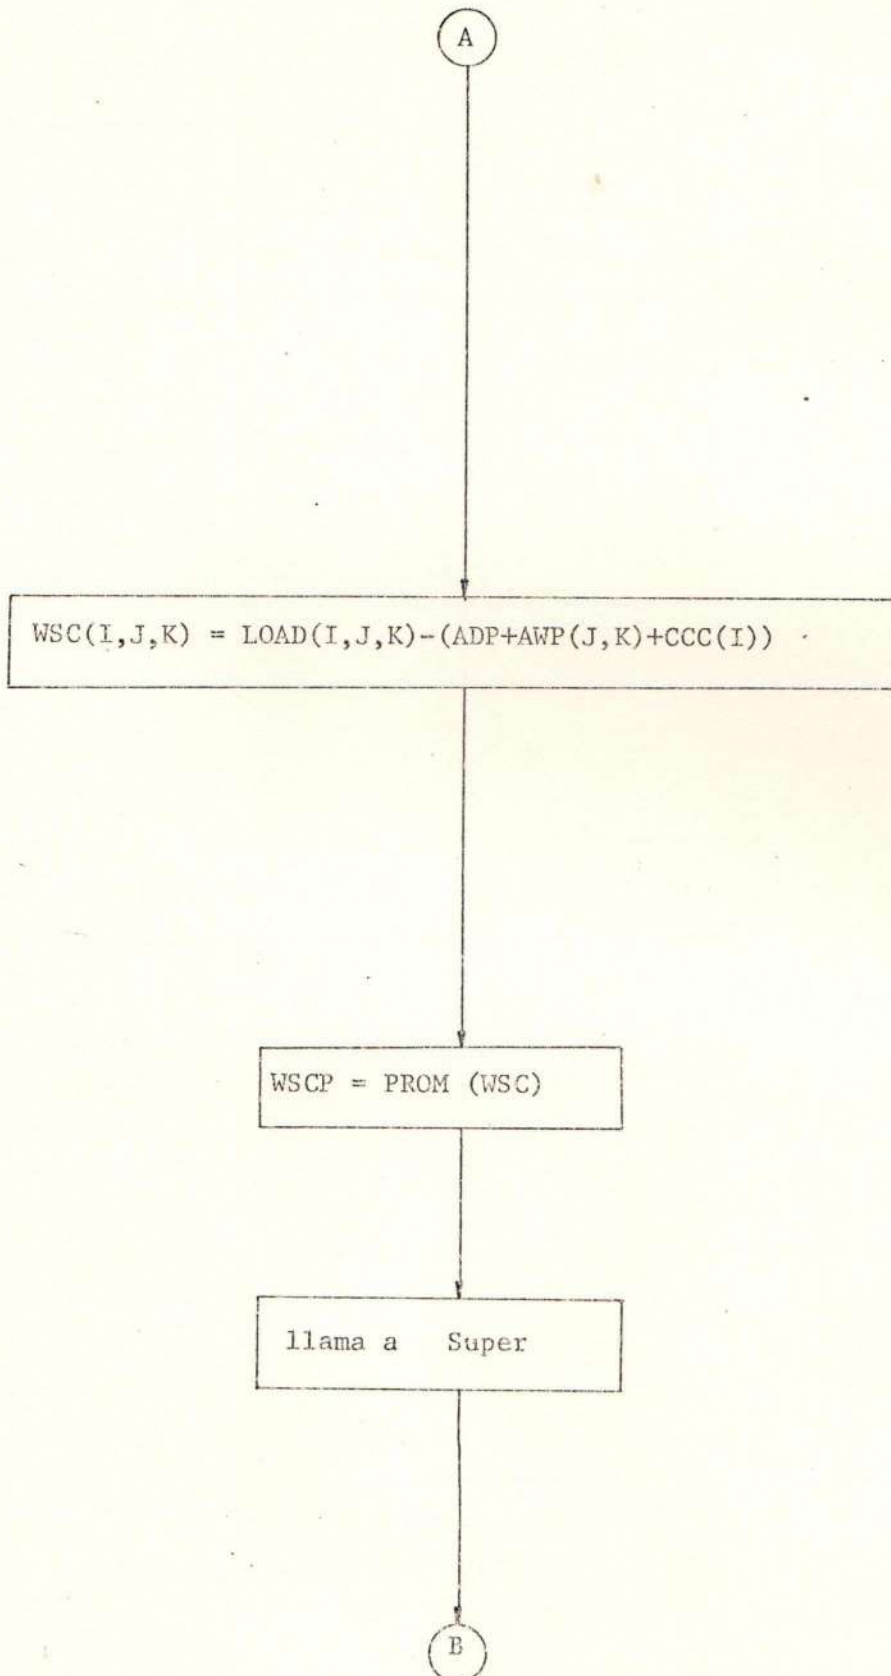 A
WSC(I,J,K) = LOAD(I,J,K)-(ADP+AWP(J,K)+CCC(I))
WSCP = PROM (WSC)
llama a Super
B